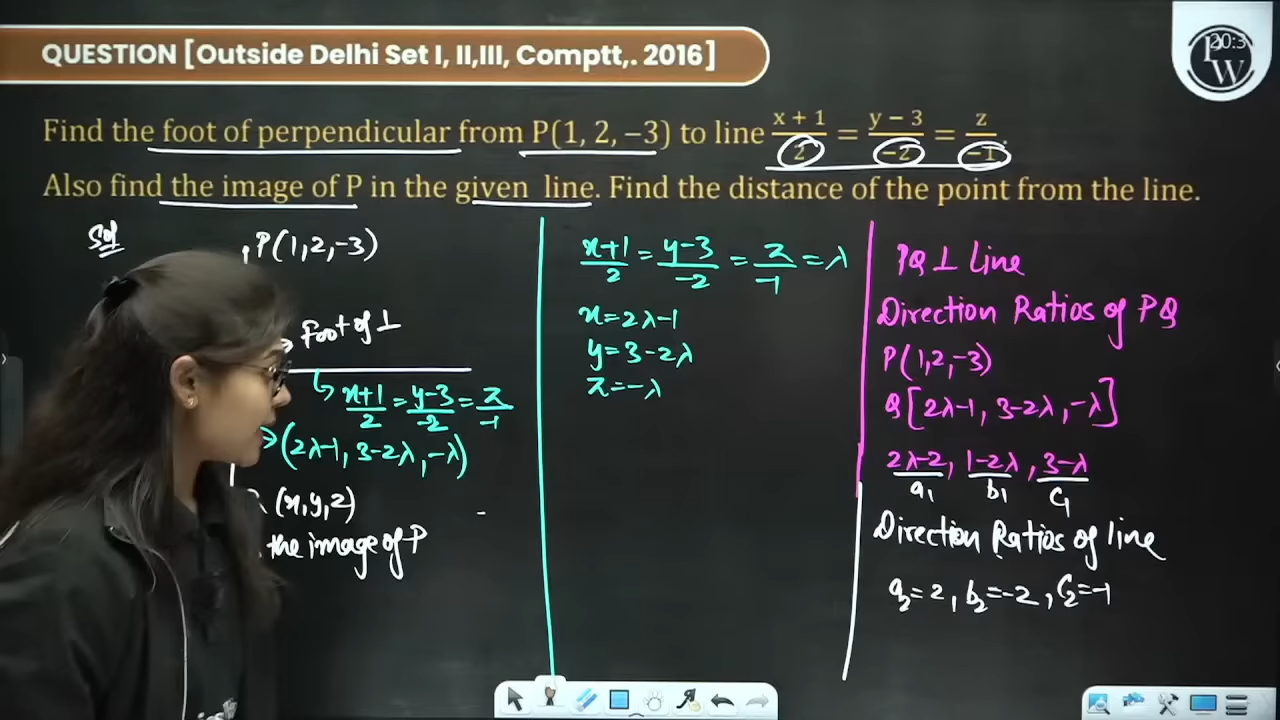 QUESTION [Outside Delhi Set I, II,III, Comptt,. 2016]
20:3
PW
Find the foot of perpendicular from P(1, 2, −3) to line (x + 1)/2 = (y − 3)/−2 = z/−1.
Also find the image of P in the given line. Find the distance of the point from the line.
Sol
P(1,2,-3)
Foot of ⊥
(x+1)/2 = (y-3)/-2 = z/-1
(2λ-1, 3-2λ, -λ)
(x,y,z)
the image of P
(x+1)/2 = (y-3)/-2 = z/-1 = λ
x=2λ-1
y=3-2λ
z=-λ
PQ ⊥ Line
Direction Ratios of PQ
P(1,2,-3)
Q[2λ-1, 3-2λ, -λ]
2λ-2, 1-2λ, 3-λ
a₁ b₁ c₁
Direction Ratios of line
a₂=2, b₂=-2, c₂=-1